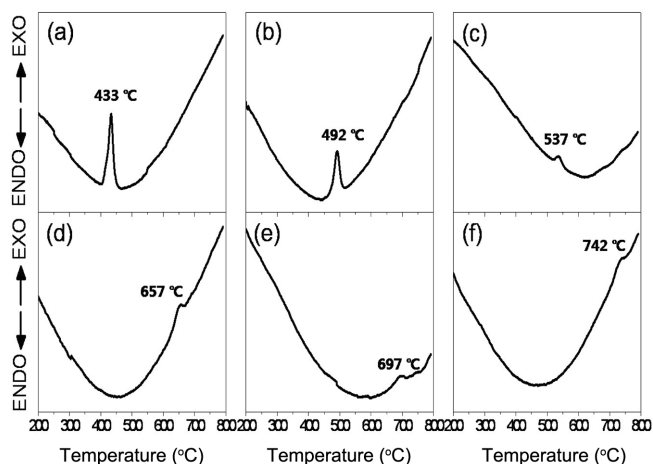 (a)
(b)
(c)
433 ℃
492 ℃
537 ℃
ENDO EXO
(d)
(e)
(f)
657 ℃
697 ℃
742 ℃
ENDO EXO
200 300 400 500 600 700 800
200 300 400 500 600 700 800
200 300 400 500 600 700 800
Temperature (°C)
Temperature (°C)
Temperature (°C)